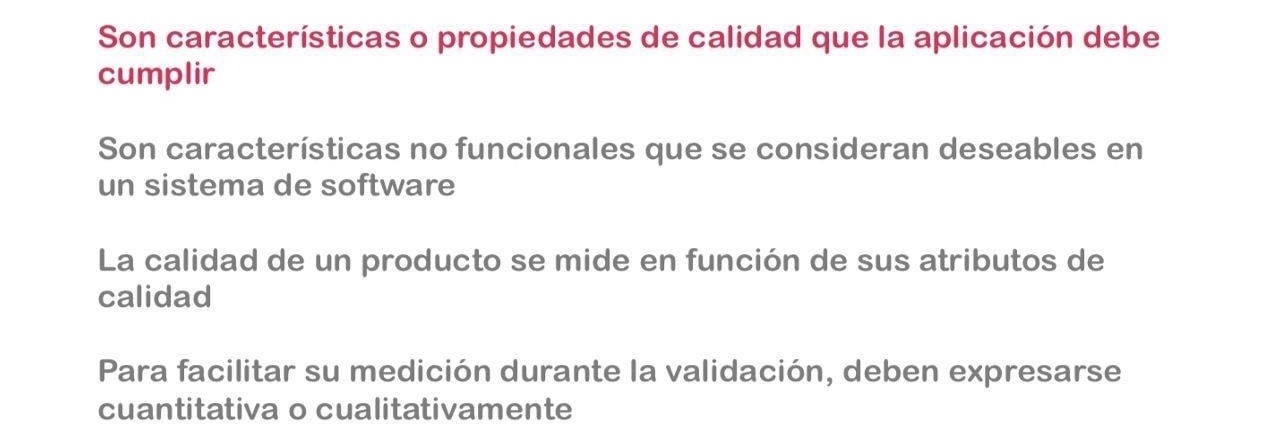 Son características o propiedades de calidad que la aplicación debe
cumplir
Son características no funcionales que se consideran deseables en
un sistema de software
La calidad de un producto se mide en función de sus atributos de
calidad
Para facilitar su medición durante la validación, deben expresarse
cuantitativa o cualitativamente